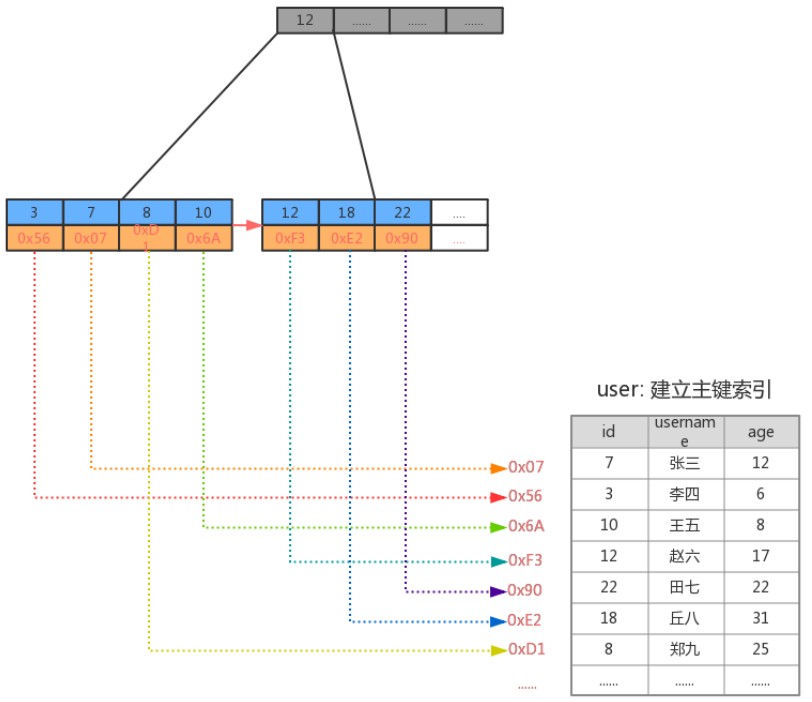 12 ...... ...... ......
3 7 8 10
0x56 0x07 0xD1 0x6A
12 18 22 ....
0xF3 0xE2 0x90 ....
user: 建立主键索引
id username age
0x07 7 张三 12
0x56 3 李四 6
0x6A 10 王五 8
0xF3 12 赵六 17
0x90 22 田七 22
0xE2 18 丘八 31
0xD1 8 郑九 25
...... ...... ...... ......